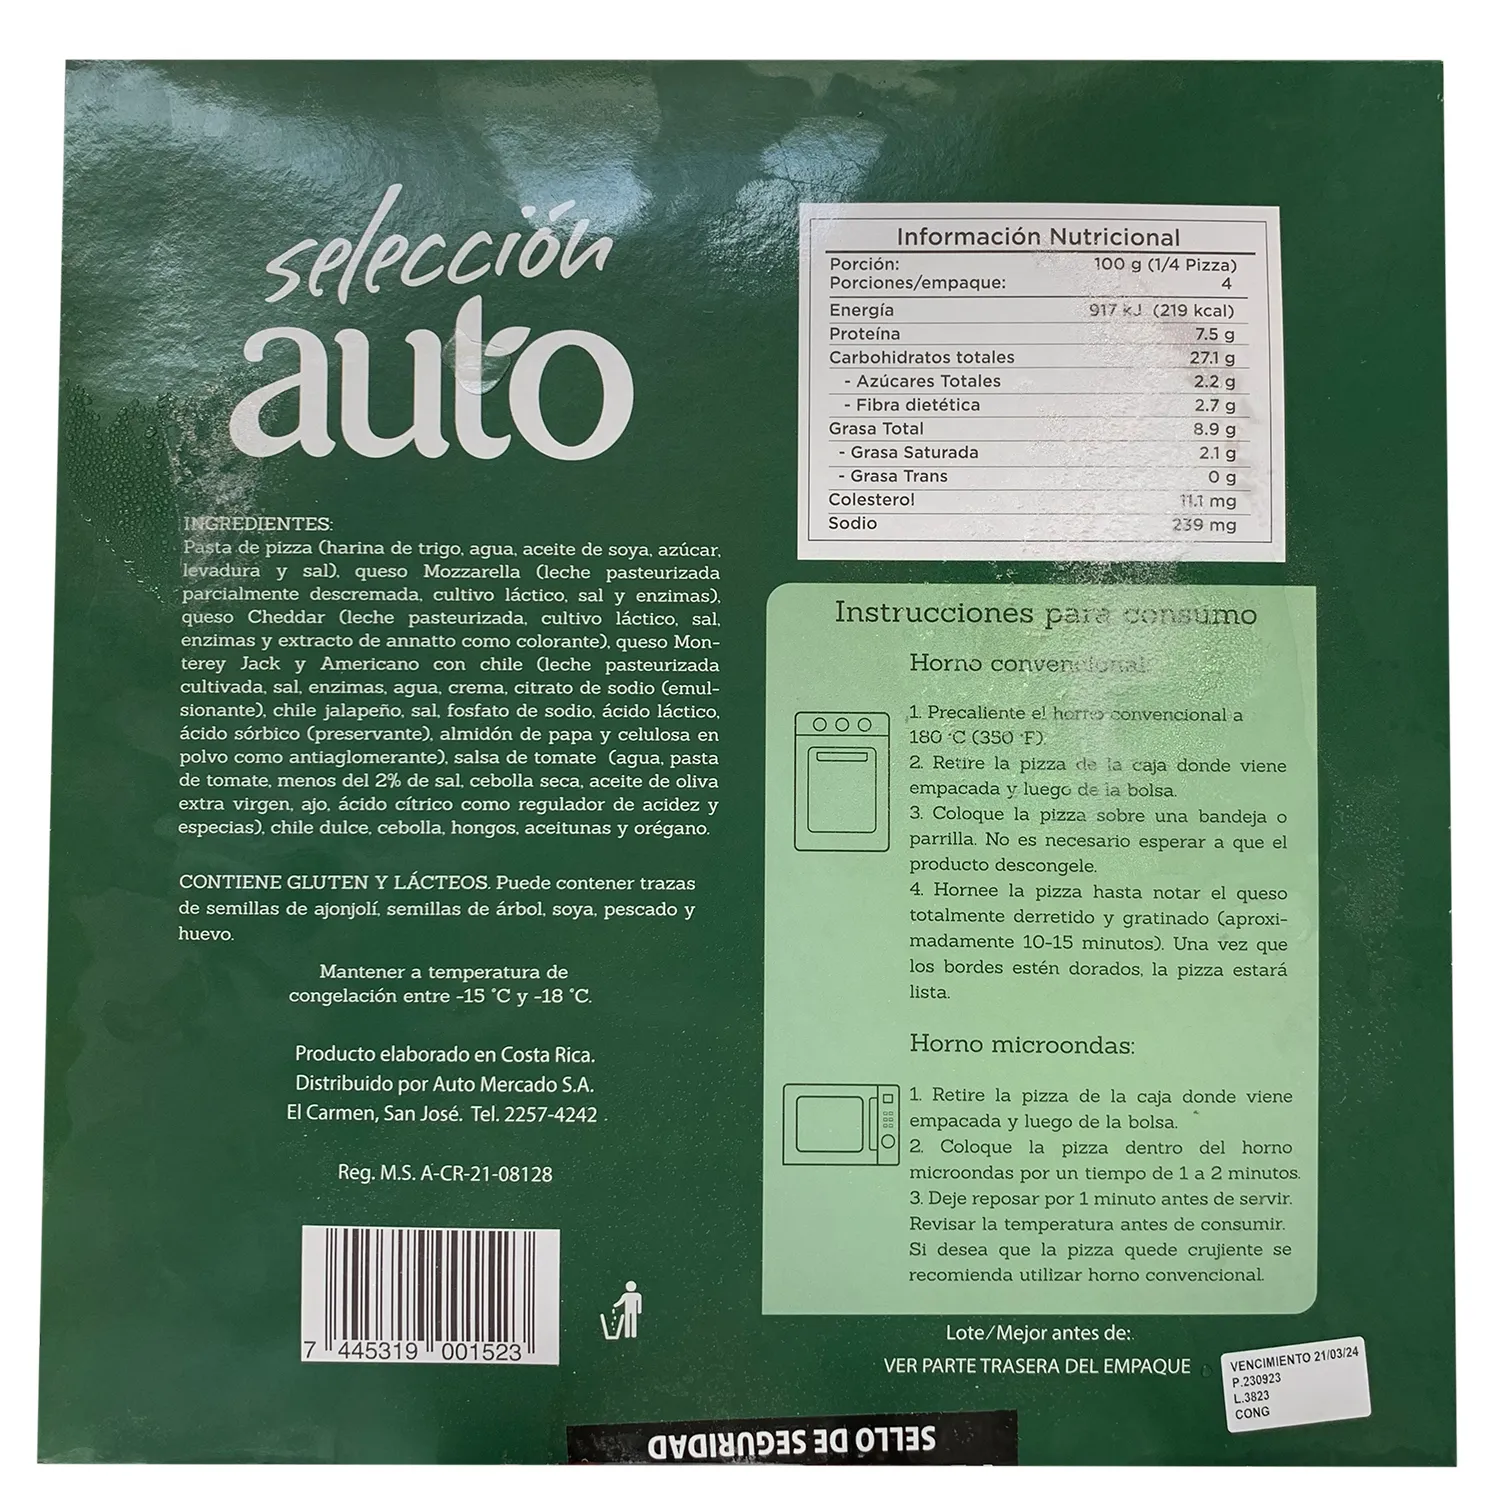 selección
auto
INGREDIENTES:
Pasta de pizza (harina de trigo, agua, aceite de soya, azúcar,
levadura y sal), queso Mozzarella (leche pasteurizada
parcialmente descremada, cultivo láctico, sal y enzimas),
queso Cheddar (leche pasteurizada, cultivo láctico, sal,
enzimas y extracto de annatto como colorante), queso Mon-
terey Jack y Americano con chile (leche pasteurizada
cultivada, sal, enzimas, agua, crema, citrato de sodio (emul-
sionante), chile jalapeño, sal, fosfato de sodio, ácido láctico,
ácido sórbico (preservante), almidón de papa y celulosa en
polvo como antiaglomerante), salsa de tomate (agua, pasta
de tomate, menos del 2% de sal, cebolla seca, aceite de oliva
extra virgen, ajo, ácido cítrico como regulador de acidez y
especias), chile dulce, cebolla, hongos, aceitunas y orégano.
CONTIENE GLUTEN Y LÁCTEOS. Puede contener trazas
de semillas de ajonjolí, semillas de árbol, soya, pescado y
huevo.
Mantener a temperatura de
congelación entre -15 °C y -18 °C.
Producto elaborado en Costa Rica.
Distribuido por Auto Mercado S.A.
El Carmen, San José. Tel. 2257-4242
Reg. M.S. A-CR-21-08128
7 445319 001523
Información Nutricional
Porción: 100 g (1/4 Pizza)
Porciones/empaque: 4
Energía 917 kJ (219 kcal)
Proteína 7.5 g
Carbohidratos totales 27.1 g
- Azúcares Totales 2.2 g
- Fibra dietética 2.7 g
Grasa Total 8.9 g
- Grasa Saturada 2.1 g
- Grasa Trans 0 g
Colesterol 11.1 mg
Sodio 239 mg
Instrucciones para consumo
Horno convencional:
1. Precaliente el horno convencional a
180 °C (350 °F).
2. Retire la pizza de la caja donde viene
empacada y luego de la bolsa.
3. Coloque la pizza sobre una bandeja o
parrilla. No es necesario esperar a que el
producto descongele.
4. Hornee la pizza hasta notar el queso
totalmente derretido y gratinado (aproxi-
madamente 10-15 minutos). Una vez que
los bordes estén dorados, la pizza estará
lista.
Horno microondas:
1. Retire la pizza de la caja donde viene
empacada y luego de la bolsa.
2. Coloque la pizza dentro del horno
microondas por un tiempo de 1 a 2 minutos.
3. Deje reposar por 1 minuto antes de servir.
Revisar la temperatura antes de consumir.
Si desea que la pizza quede crujiente se
recomienda utilizar horno convencional.
Lote/Mejor antes de:
VER PARTE TRASERA DEL EMPAQUE
VENCIMIENTO 21/03/24
P.230923
L.3823
CONG
SELLO DE SEGURIDAD